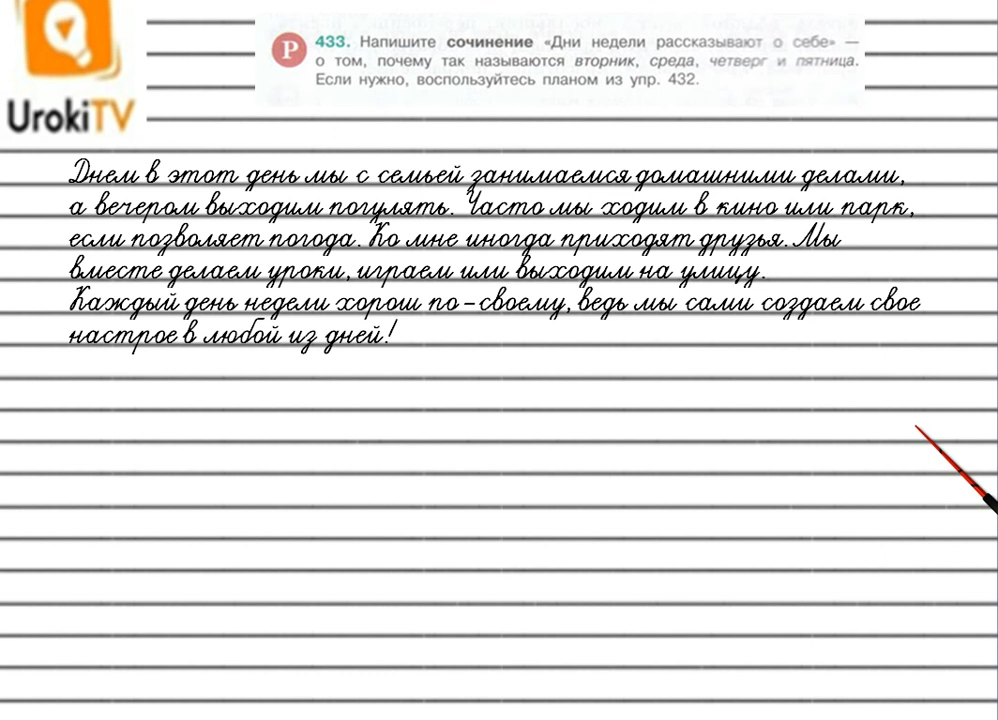 UrokiTV
Р 433. Напишите сочинение «Дни недели рассказывают о себе» —
о том, почему так называются вторник, среда, четверг и пятница.
Если нужно, воспользуйтесь планом из упр. 432.
Днем в этот день мы с семьей занимаемся домашними делами,
а вечером выходим погулять. Часто мы ходим в кино или парк,
если позволяет погода. Ко мне иногда приходят друзья. Мы
вместе делаем уроки, играем или выходим на улицу.
Каждый день недели хорош по-своему, ведь мы сами создаем свое
настрое в любой из дней!